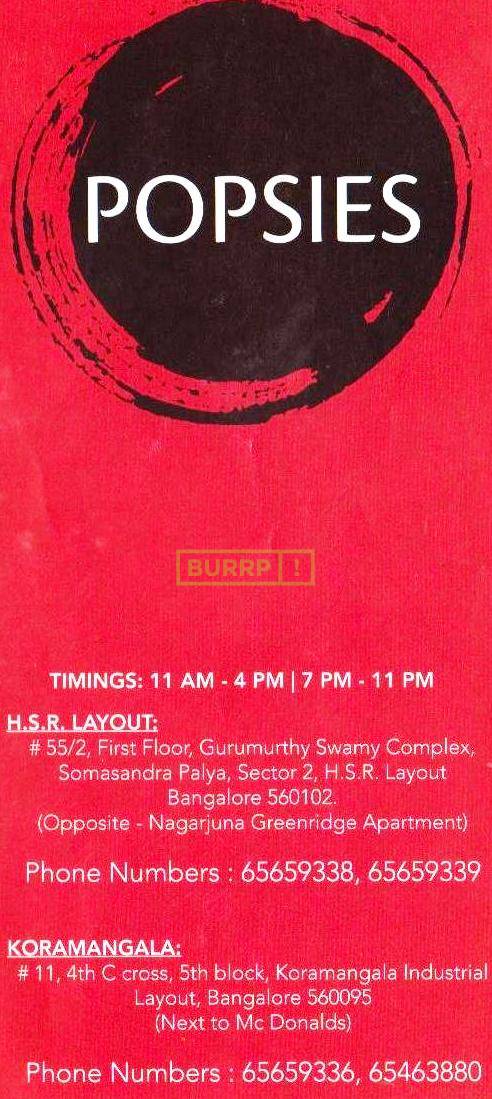 POPSIES
BURRP !
TIMINGS: 11 AM - 4 PM | 7 PM - 11 PM
H.S.R. LAYOUT:
# 55/2, First Floor, Gurumurthy Swamy Complex,
Somasandra Palya, Sector 2, H.S.R. Layout
Bangalore 560102.
(Opposite - Nagarjuna Greenridge Apartment)
Phone Numbers : 65659338, 65659339
KORAMANGALA:
# 11, 4th C cross, 5th block, Koramangala Industrial
Layout, Bangalore 560095
(Next to Mc Donalds)
Phone Numbers : 65659336, 65463880